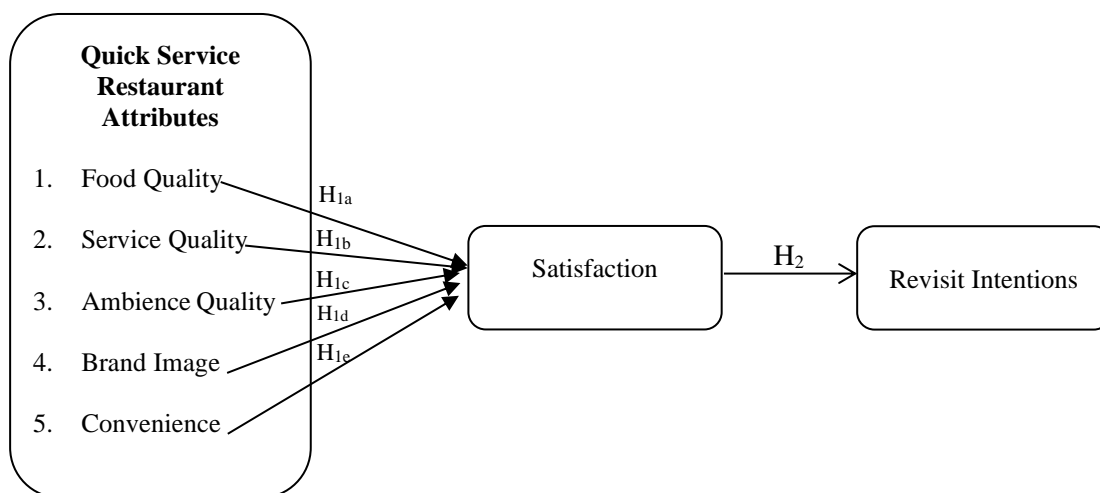 Quick Service
Restaurant
Attributes
1. Food Quality
2. Service Quality
3. Ambience Quality
4. Brand Image
5. Convenience
H1a
H1b
H1c
H1d
H1e
Satisfaction
H2
Revisit Intentions